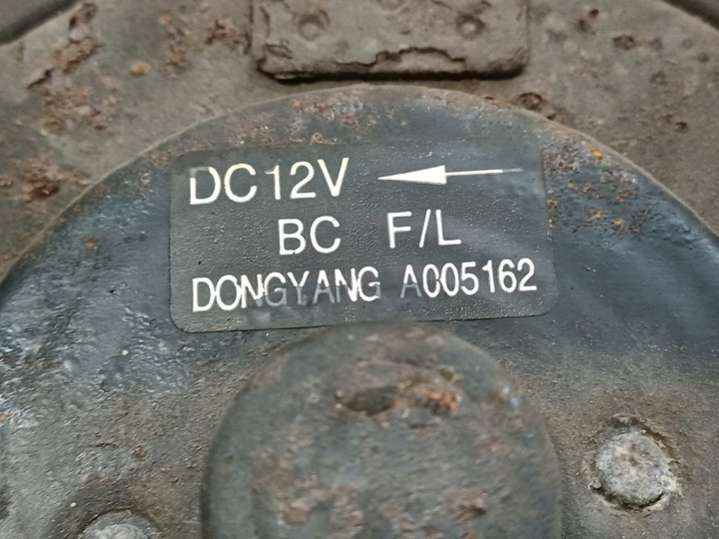 DC12V
BC F/L
DONGYANG A005162